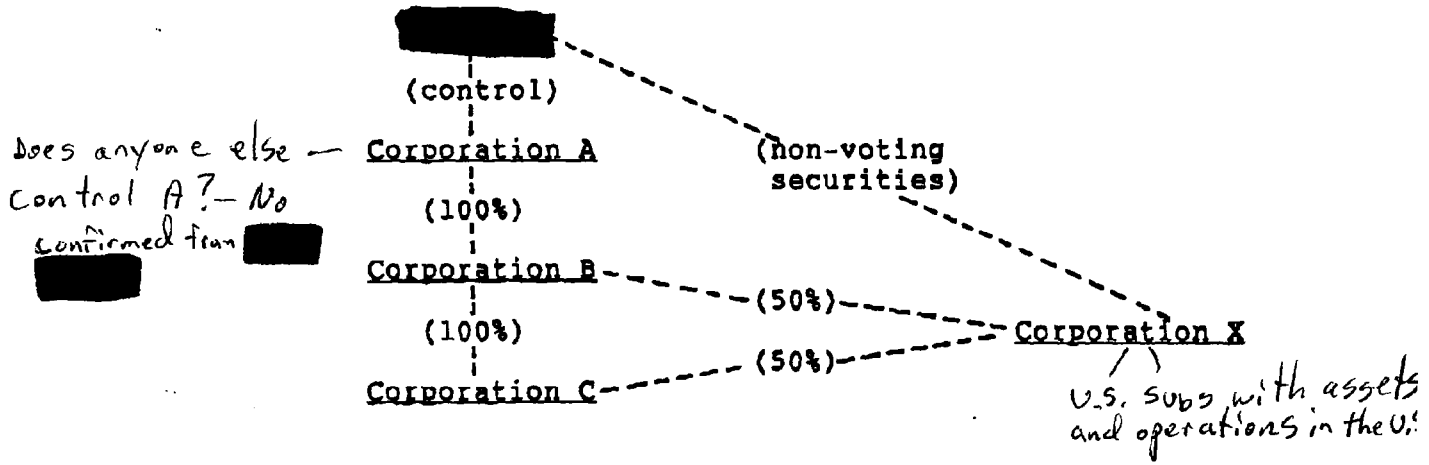 (control)
Does anyone else — Corporation A
control A? — No
confirmed from
(non-voting
securities)
(100%)
Corporation B
(50%)
(100%)
Corporation X
(50%)
Corporation C
U.S. subs with assets
and operations in the U.S